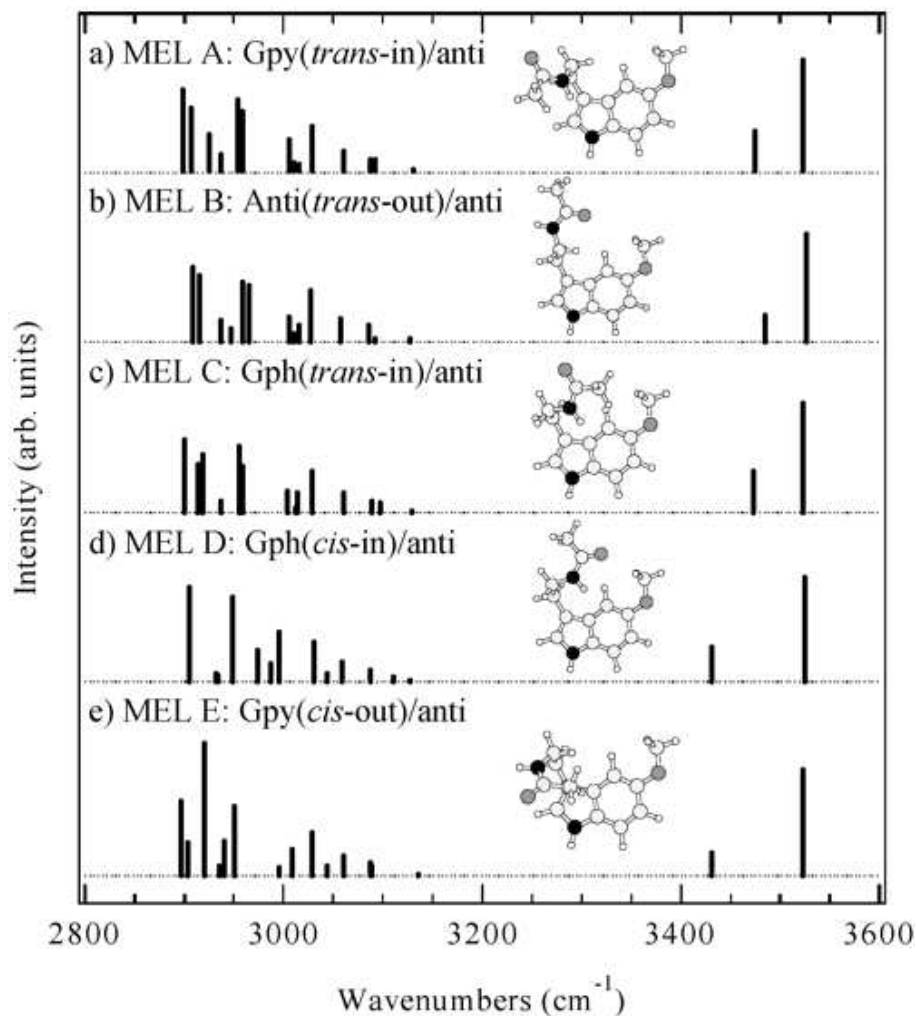 a) MEL A: Gpy(trans-in)/anti
b) MEL B: Anti(trans-out)/anti
c) MEL C: Gph(trans-in)/anti
d) MEL D: Gph(cis-in)/anti
e) MEL E: Gpy(cis-out)/anti
Intensity (arb. units)
2800 3000 3200 3400 3600
Wavenumbers (cm⁻¹)